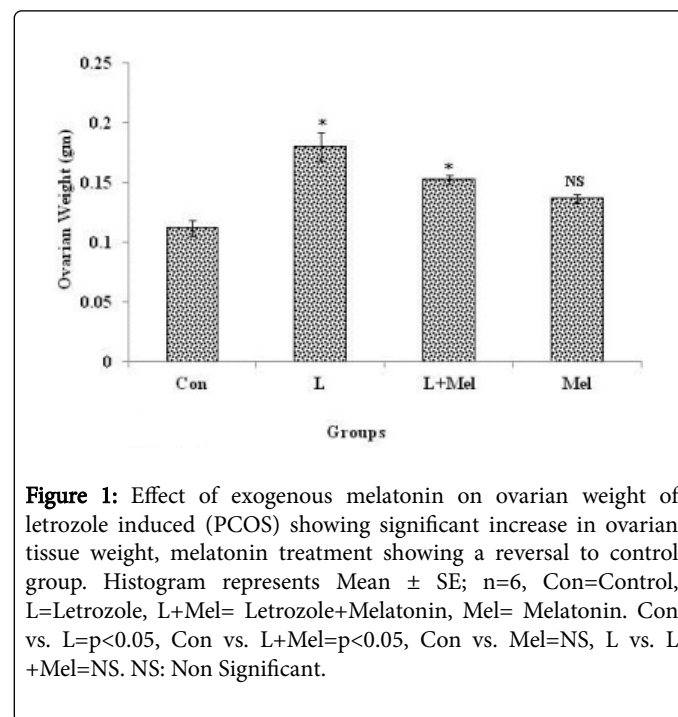 0.25
0.2
0.15
0.1
0.05
0
Ovarian Weight (gm)
*
*
NS
Con L L+Mel Mel
Groups
Figure 1: Effect of exogenous melatonin on ovarian weight of
letrozole induced (PCOS) showing significant increase in ovarian
tissue weight, melatonin treatment showing a reversal to control
group. Histogram represents Mean ± SE; n=6, Con=Control,
L=Letrozole, L+Mel= Letrozole+Melatonin, Mel= Melatonin. Con
vs. L=p<0.05, Con vs. L+Mel=p<0.05, Con vs. Mel=NS, L vs. L
+Mel=NS. NS: Non Significant.